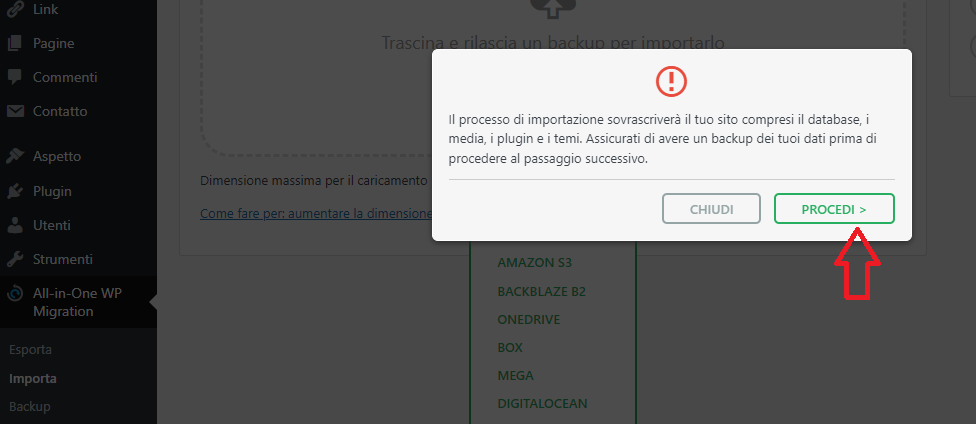 Link
Pagine
Commenti
Contatto
Aspetto
Plugin
Utenti
Strumenti
All-in-One WP
Migration
Esporta
Importa
Backup
Trascina e rilascia un backup per importarlo
Dimensione massima per il caricamento
Come fare per: aumentare la dimensione
Il processo di importazione sovrascriverà il tuo sito compresi il database, i
media, i plugin e i temi. Assicurati di avere un backup dei tuoi dati prima di
procedere al passaggio successivo.
CHIUDI
PROCEDI >
AMAZON S3
BACKBLAZE B2
ONEDRIVE
BOX
MEGA
DIGITALOCEAN